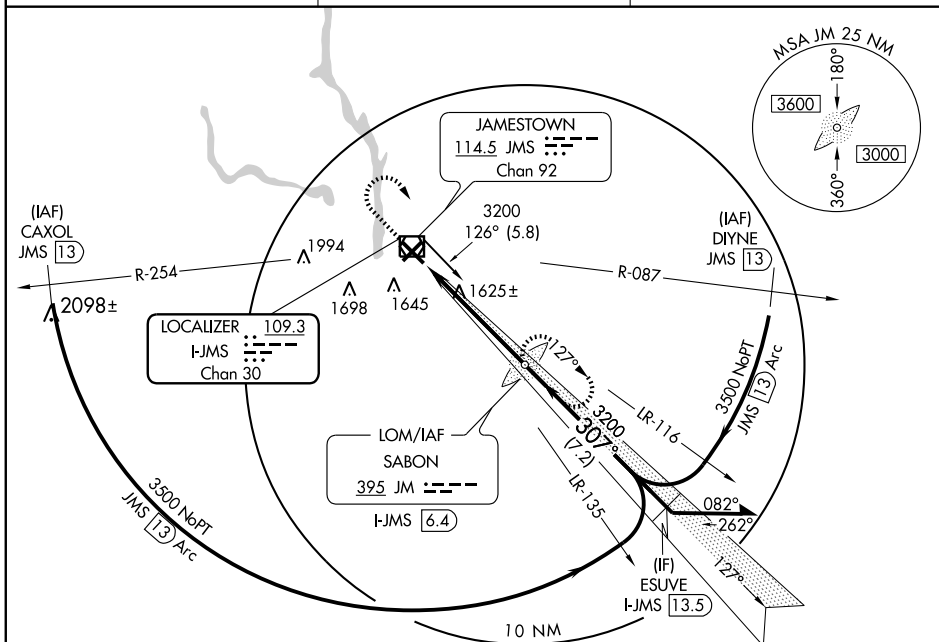 MSA JM 25 NM
180°
3600
3000
360°
JAMESTOWN
114.5 JMS
Chan 92
(IAF)
CAXOL
JMS 13
R-254
1994
3200
126° (5.8)
(IAF)
DIYNE
JMS 13
R-087
2098±
1698
1645
1625±
LOCALIZER 109.3
I-JMS
Chan 30
127°
3500 NoPT
JMS 13 Arc
LOM/IAF
SABON
395 JM
I-JMS 6.4
3200
307°
(7.2)
LR-116
LR-135
3500 NoPT
JMS 13 Arc
082°
262°
(IF)
ESUVE
I-JMS 13.5
127°
10 NM